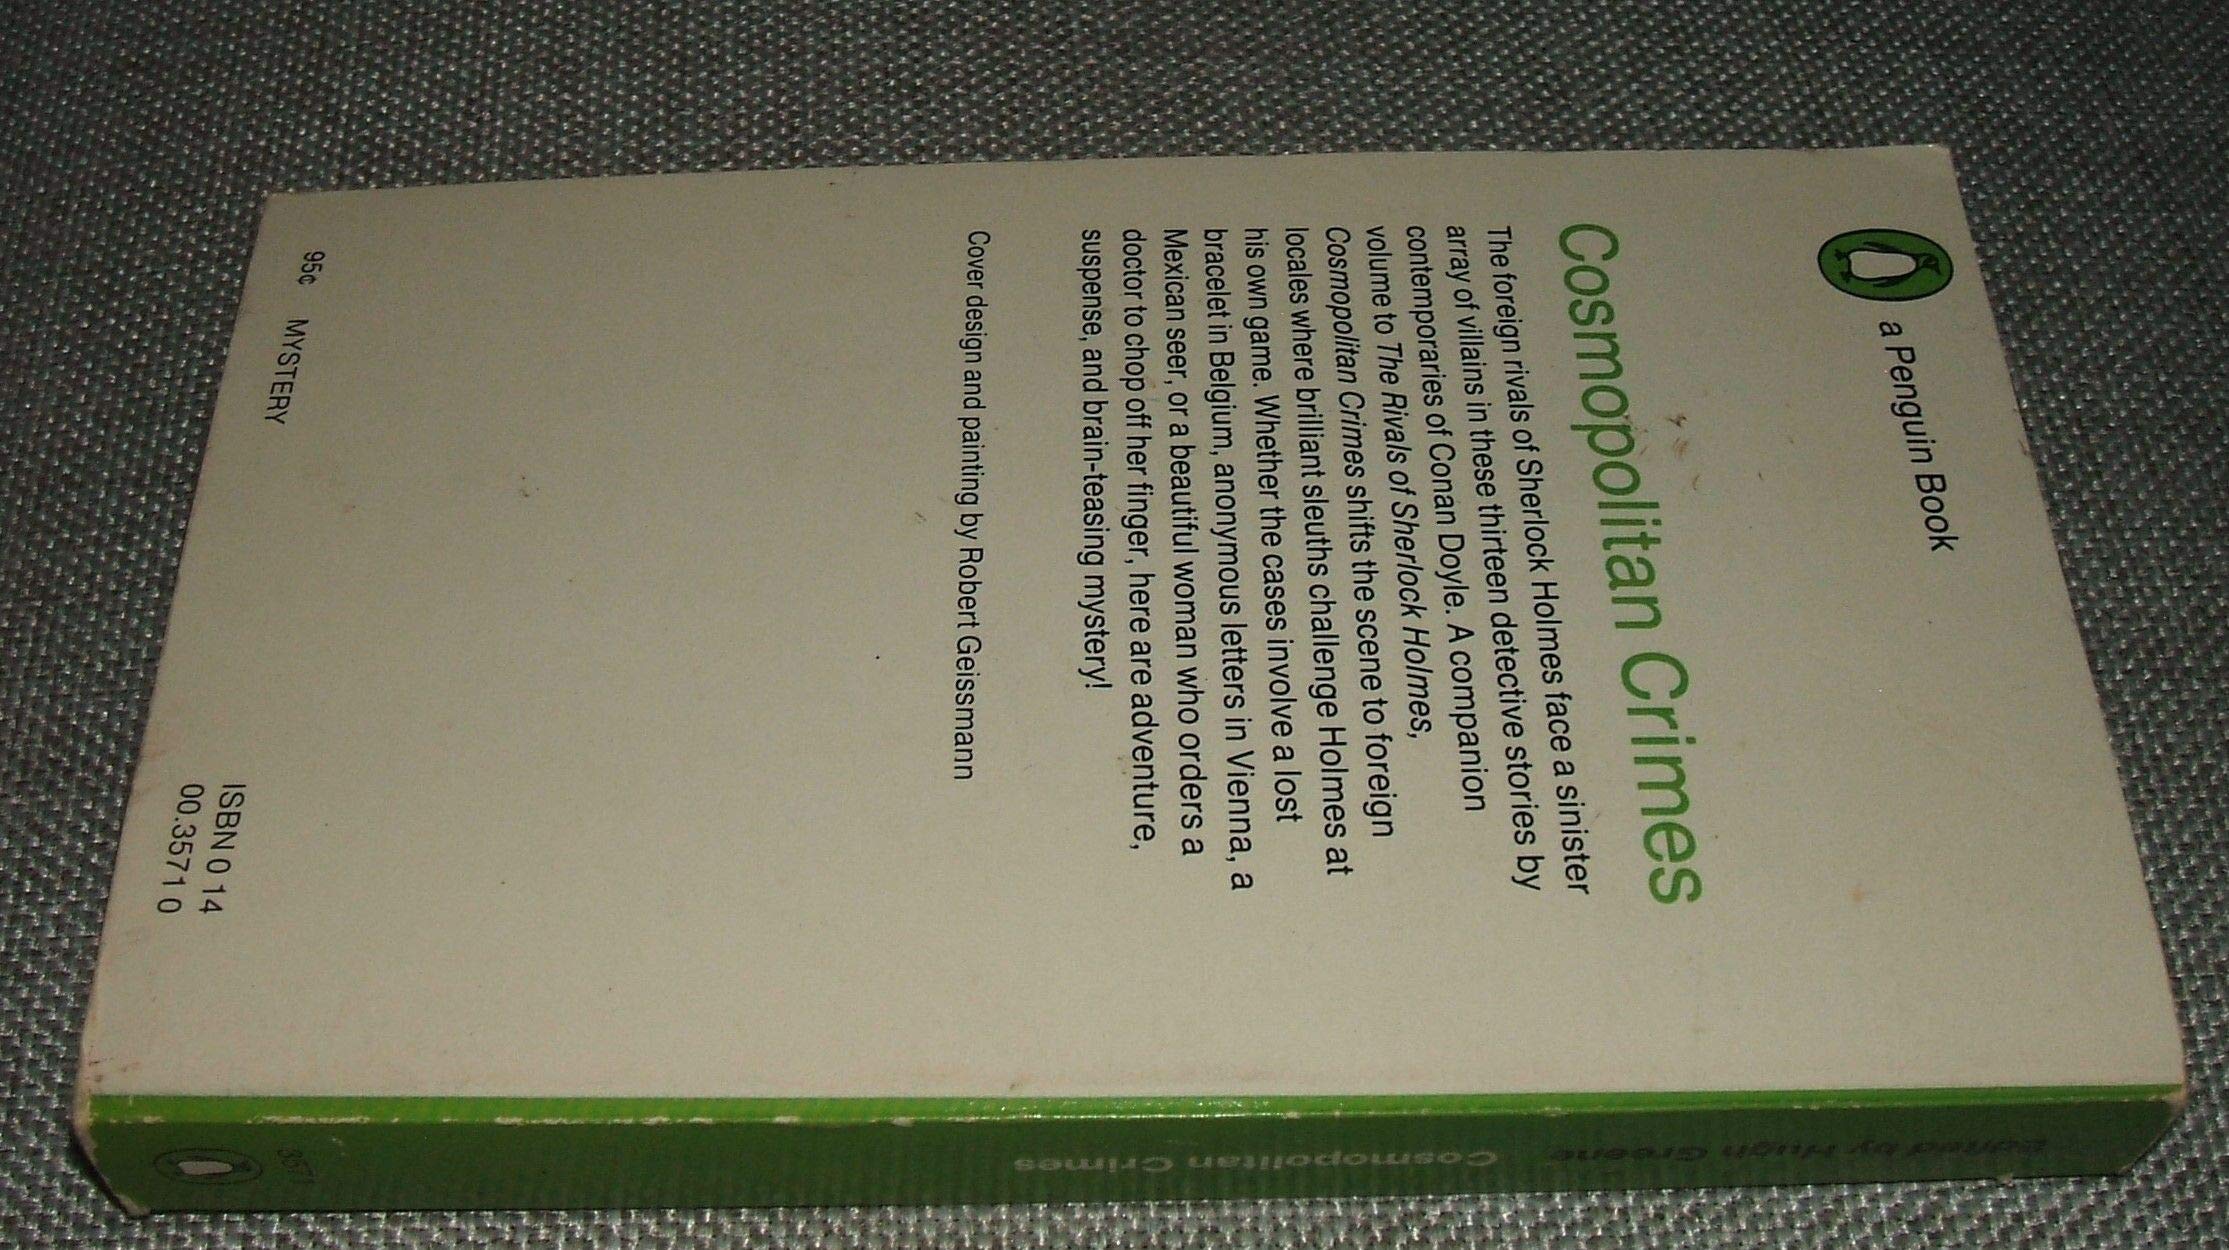 a Penguin Book
Cosmopolitan Crimes
The foreign rivals of Sherlock Holmes face a sinister
array of villains in these thirteen detective stories by
contemporaries of Conan Doyle. A companion
volume to The Rivals of Sherlock Holmes,
Cosmopolitan Crimes shifts the scene to foreign
locales where brilliant sleuths challenge Holmes at
his own game. Whether the cases involve a lost
bracelet in Belgium, anonymous letters in Vienna, a
Mexican seer, or a beautiful woman who orders a
doctor to chop off her finger, here are adventure,
suspense, and brain-teasing mystery!
Cover design and painting by Robert Geissmann
95¢ MYSTERY
ISBN 0 14
00.3571 0
Edited by Hugh Greene Cosmopolitan Crimes
3571